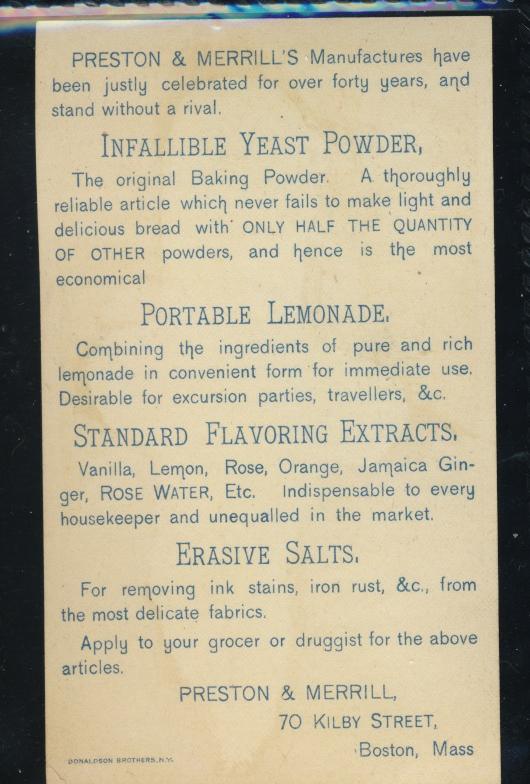 PRESTON & MERRILL'S Manufactures have
been justly celebrated for over forty years, and
stand without a rival.
INFALLIBLE YEAST POWDER,
The original Baking Powder. A thoroughly
reliable article which never fails to make light and
delicious bread with ONLY HALF THE QUANTITY
OF OTHER powders, and hence is the most
economical
PORTABLE LEMONADE.
Combining the ingredients of pure and rich
lemonade in convenient form for immediate use.
Desirable for excursion parties, travellers, &c.
STANDARD FLAVORING EXTRACTS.
Vanilla, Lemon, Rose, Orange, Jamaica Gin-
ger, ROSE WATER, Etc. Indispensable to every
housekeeper and unequalled in the market.
ERASIVE SALTS.
For removing ink stains, iron rust, &c., from
the most delicate fabrics.
Apply to your grocer or druggist for the above
articles.
PRESTON & MERRILL,
70 KILBY STREET,
Boston, Mass
DONALDSON BROTHERS, N.Y.